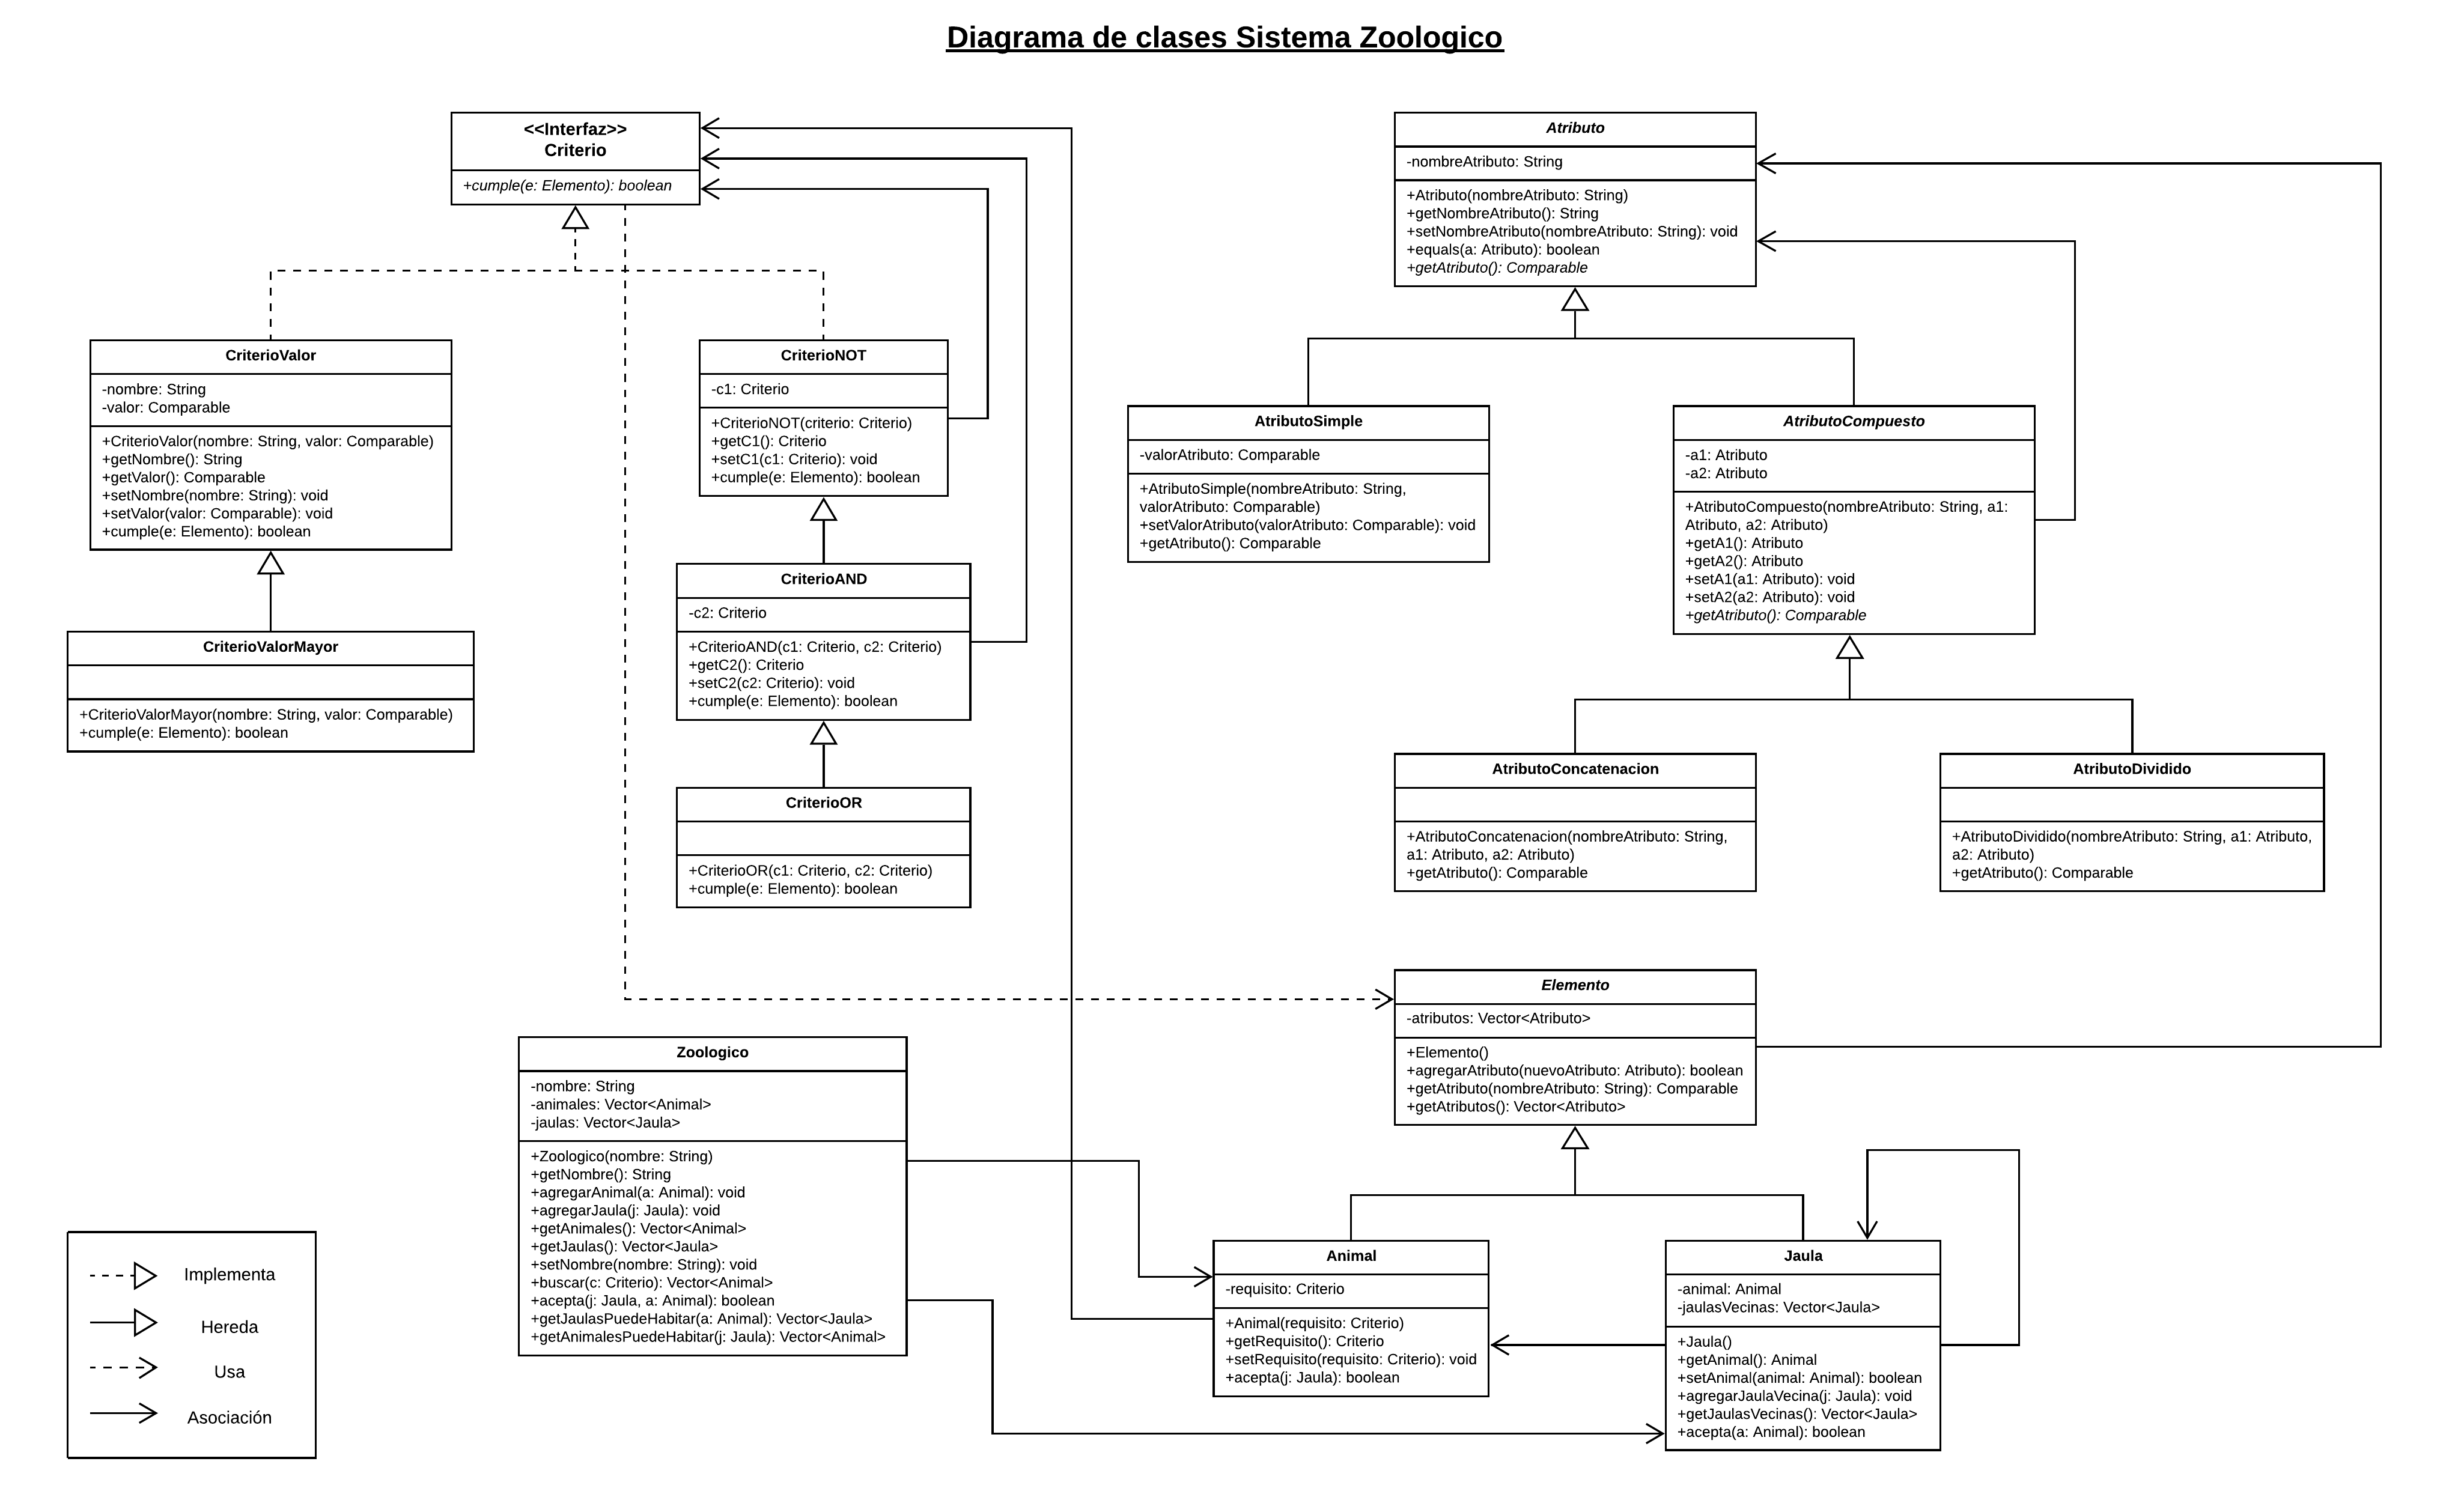 Diagrama de clases Sistema Zoologico
<<Interfaz>>
Criterio
+cumple(e: Elemento): boolean
CriterioValor
-nombre: String
-valor: Comparable
+CriterioValor(nombre: String, valor: Comparable)
+getNombre(): String
+getValor(): Comparable
+setNombre(nombre: String): void
+setValor(valor: Comparable): void
+cumple(e: Elemento): boolean
CriterioValorMayor
+CriterioValorMayor(nombre: String, valor: Comparable)
+cumple(e: Elemento): boolean
CriterioNOT
-c1: Criterio
+CriterioNOT(criterio: Criterio)
+getC1(): Criterio
+setC1(c1: Criterio): void
+cumple(e: Elemento): boolean
CriterioAND
-c2: Criterio
+CriterioAND(c1: Criterio, c2: Criterio)
+getC2(): Criterio
+setC2(c2: Criterio): void
+cumple(e: Elemento): boolean
CriterioOR
+CriterioOR(c1: Criterio, c2: Criterio)
+cumple(e: Elemento): boolean
Atributo
-nombreAtributo: String
+Atributo(nombreAtributo: String)
+getNombreAtributo(): String
+setNombreAtributo(nombreAtributo: String): void
+equals(a: Atributo): boolean
+getAtributo(): Comparable
AtributoSimple
-valorAtributo: Comparable
+AtributoSimple(nombreAtributo: String,
valorAtributo: Comparable)
+setValorAtributo(valorAtributo: Comparable): void
+getAtributo(): Comparable
AtributoCompuesto
-a1: Atributo
-a2: Atributo
+AtributoCompuesto(nombreAtributo: String, a1:
Atributo, a2: Atributo)
+getA1(): Atributo
+getA2(): Atributo
+setA1(a1: Atributo): void
+setA2(a2: Atributo): void
+getAtributo(): Comparable
AtributoConcatenacion
+AtributoConcatenacion(nombreAtributo: String,
a1: Atributo, a2: Atributo)
+getAtributo(): Comparable
AtributoDividido
+AtributoDividido(nombreAtributo: String, a1: Atributo,
a2: Atributo)
+getAtributo(): Comparable
Elemento
-atributos: Vector<Atributo>
+Elemento()
+agregarAtributo(nuevoAtributo: Atributo): boolean
+getAtributo(nombreAtributo: String): Comparable
+getAtributos(): Vector<Atributo>
Zoologico
-nombre: String
-animales: Vector<Animal>
-jaulas: Vector<Jaula>
+Zoologico(nombre: String)
+getNombre(): String
+agregarAnimal(a: Animal): void
+agregarJaula(j: Jaula): void
+getAnimales(): Vector<Animal>
+getJaulas(): Vector<Jaula>
+setNombre(nombre: String): void
+buscar(c: Criterio): Vector<Animal>
+acepta(j: Jaula, a: Animal): boolean
+getJaulasPuedeHabitar(a: Animal): Vector<Jaula>
+getAnimalesPuedeHabitar(j: Jaula): Vector<Animal>
Animal
-requisito: Criterio
+Animal(requisito: Criterio)
+getRequisito(): Criterio
+setRequisito(requisito: Criterio): void
+acepta(j: Jaula): boolean
Jaula
-animal: Animal
-jaulasVecinas: Vector<Jaula>
+Jaula()
+getAnimal(): Animal
+setAnimal(animal: Animal): boolean
+agregarJaulaVecina(j: Jaula): void
+getJaulasVecinas(): Vector<Jaula>
+acepta(a: Animal): boolean
Implementa
Hereda
Usa
Asociación